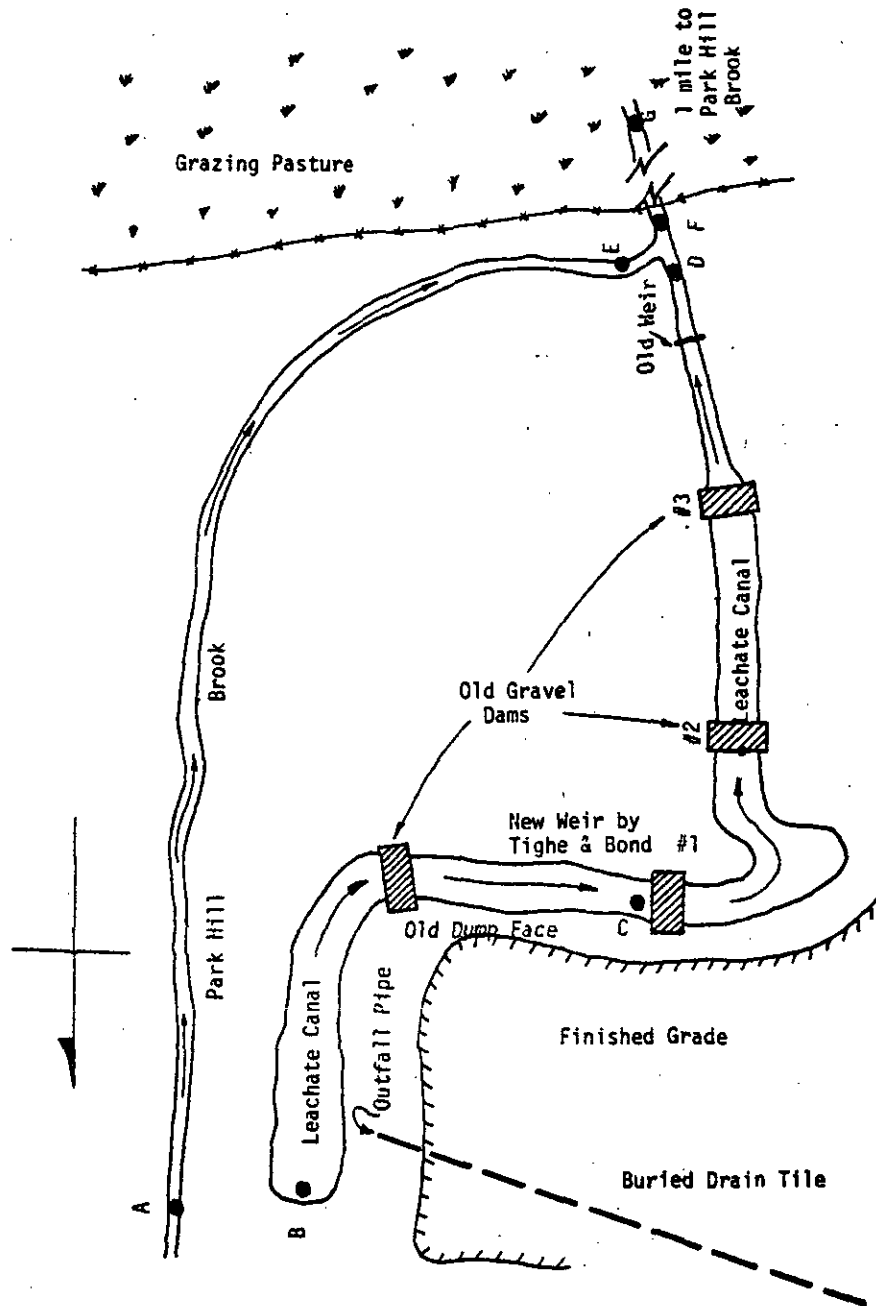 Grazing Pasture
1 mile to
Park Hill
Brook
G
F
E
D
Old Weir
#3
Leachate Canal
Brook
Old Gravel
Dams
#2
New Weir by
Tighe & Bond #1
Park Hill
Old Dump Face
C
Outfall Pipe
Leachate Canal
Finished Grade
A
B
Buried Drain Tile